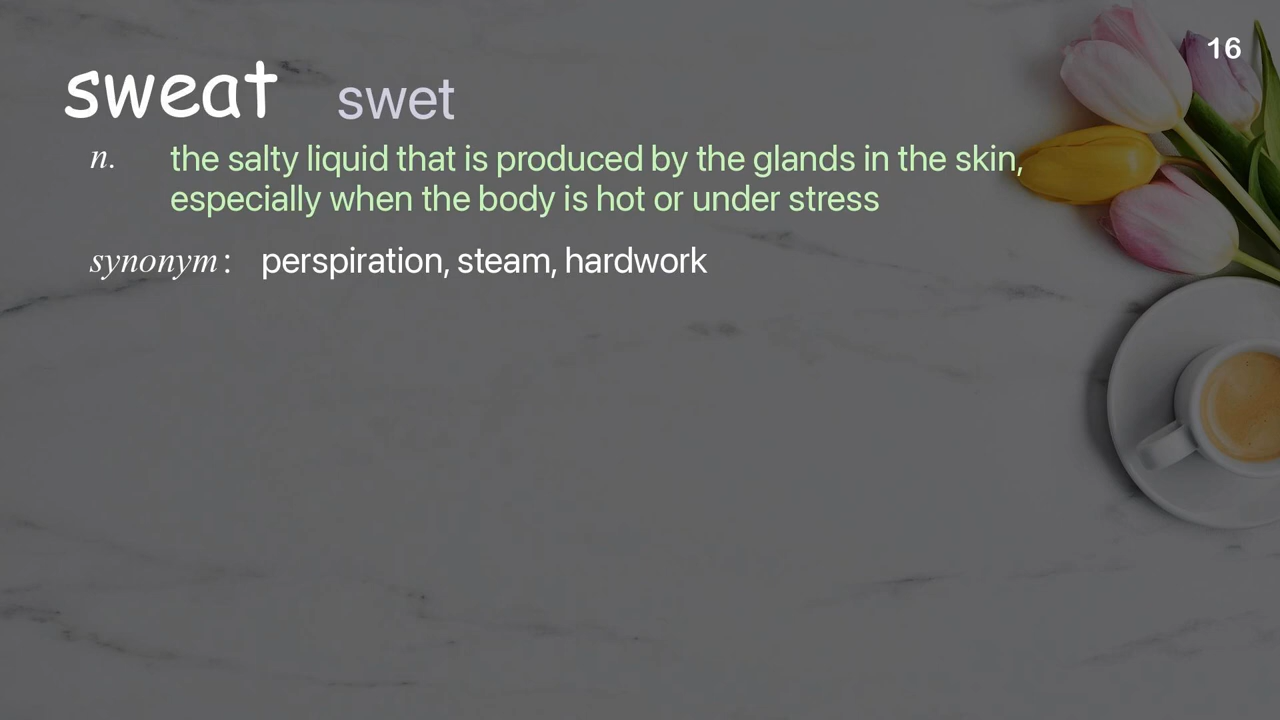 16
sweat swet
n. the salty liquid that is produced by the glands in the skin,
especially when the body is hot or under stress
synonym : perspiration, steam, hardwork